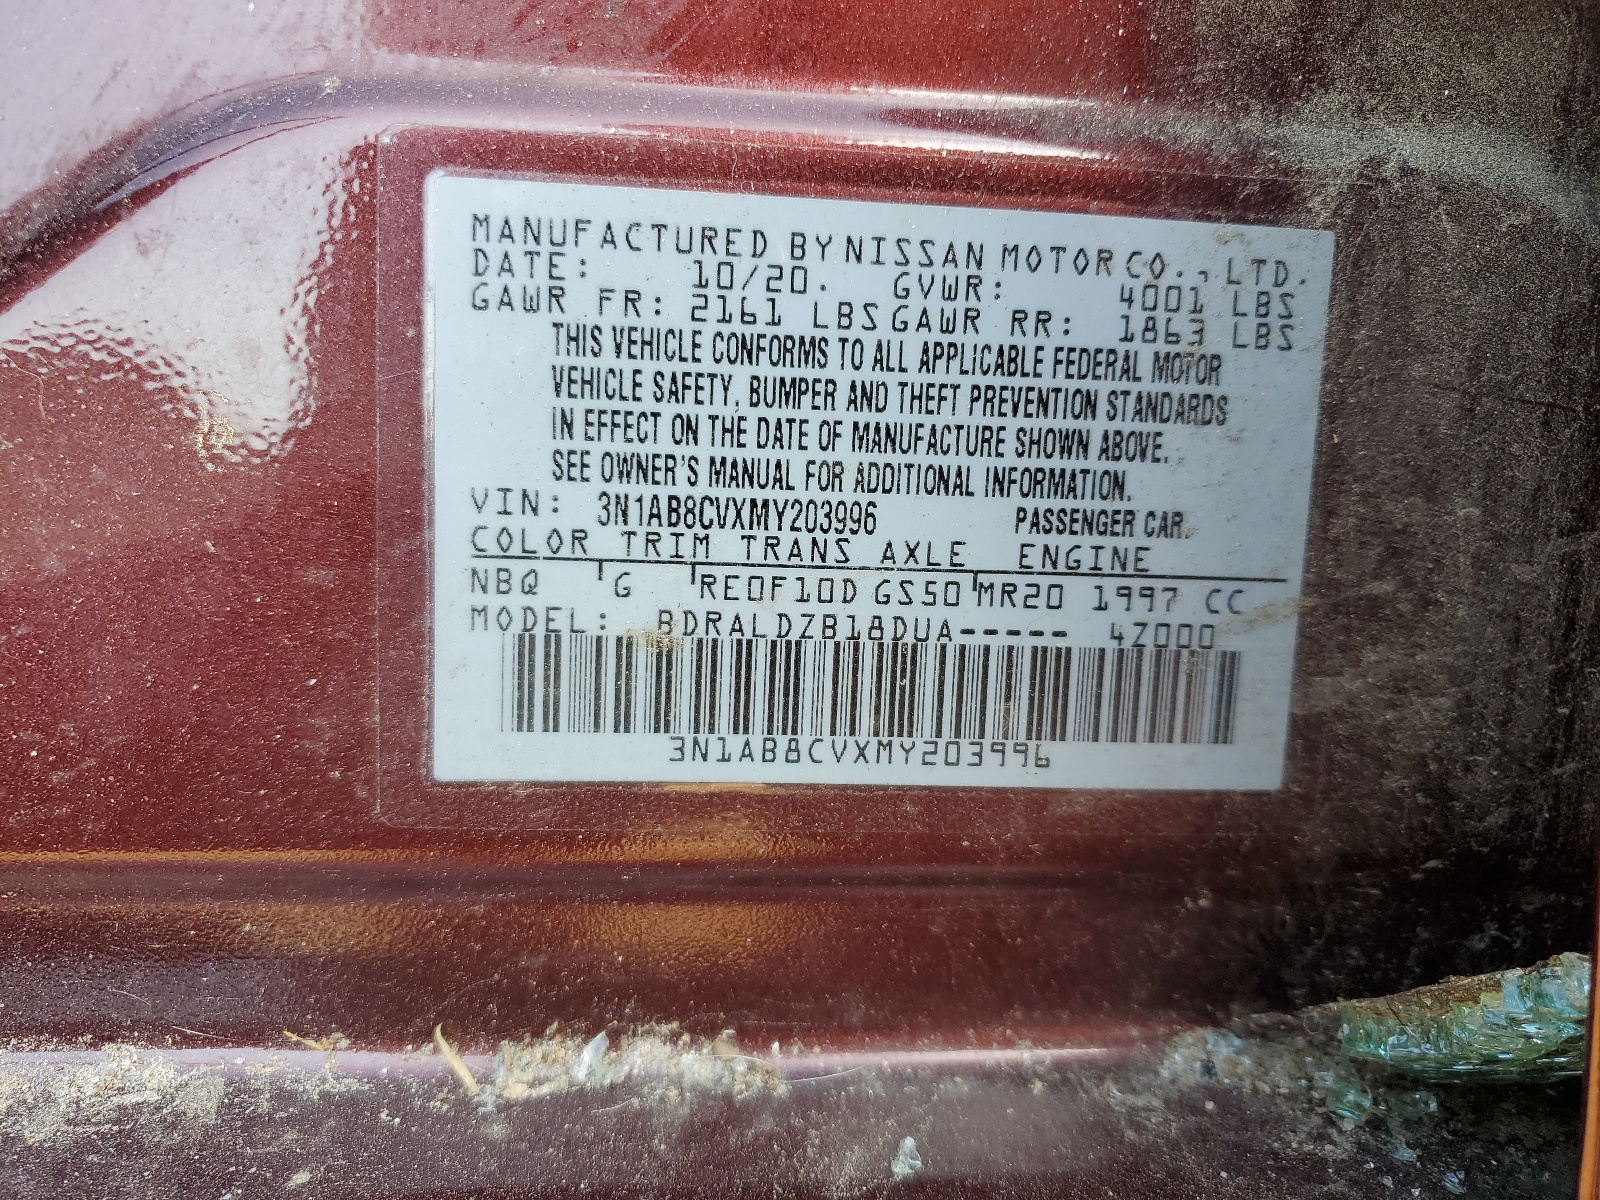 MANUFACTURED BY NISSAN MOTOR CO., LTD.
DATE: 10/20. GVWR: 4001 LBS
GAWR FR: 2161 LBS GAWR RR: 1863 LBS
THIS VEHICLE CONFORMS TO ALL APPLICABLE FEDERAL MOTOR
VEHICLE SAFETY, BUMPER AND THEFT PREVENTION STANDARDS
IN EFFECT ON THE DATE OF MANUFACTURE SHOWN ABOVE.
SEE OWNER'S MANUAL FOR ADDITIONAL INFORMATION.
VIN: 3N1AB8CVXMY203996 PASSENGER CAR.
COLOR TRIM TRANS AXLE ENGINE
NBQ G RE0F10D GS50 MR20 1997 CC
MODEL: BDRALDZB18DUA----- 4Z000
3N1AB8CVXMY203996